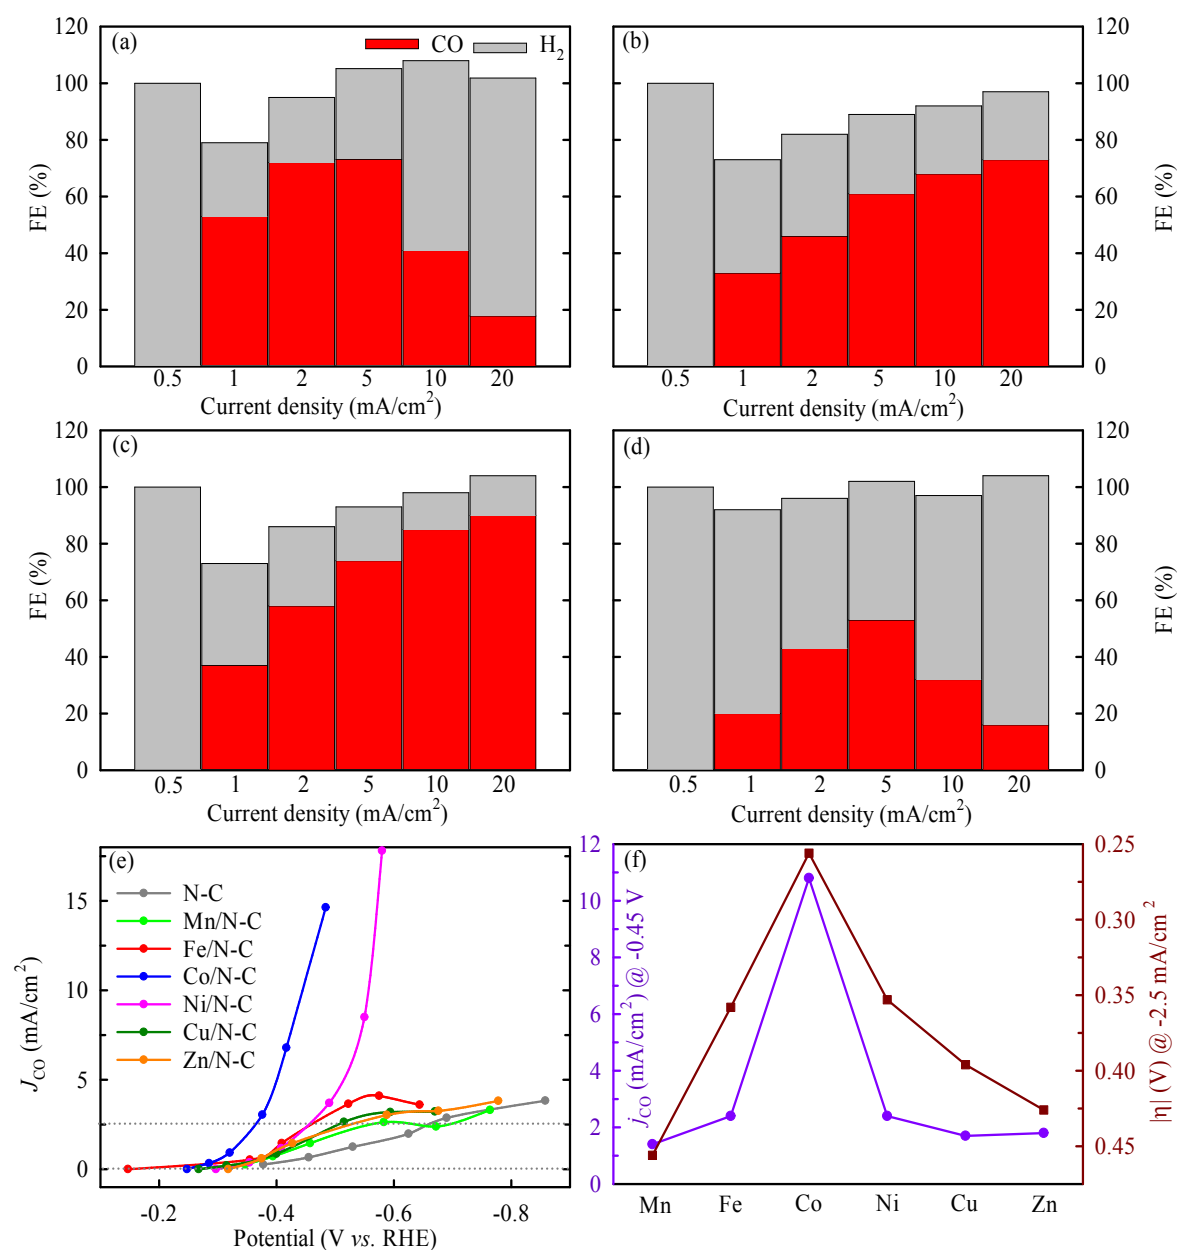 (a)
CO
H2
120
100
80
60
40
20
0
FE (%)
0.5 1 2 5 10 20
Current density (mA/cm2)
(b)
120
100
80
60
40
20
0
FE (%)
0.5 1 2 5 10 20
Current density (mA/cm2)
(c)
120
100
80
60
40
20
0
FE (%)
0.5 1 2 5 10 20
Current density (mA/cm2)
(d)
120
100
80
60
40
20
0
FE (%)
0.5 1 2 5 10 20
Current density (mA/cm2)
(e)
N-C
Mn/N-C
Fe/N-C
Co/N-C
Ni/N-C
Cu/N-C
Zn/N-C
15
10
5
0
JCO (mA/cm2)
-0.2 -0.4 -0.6 -0.8
Potential (V vs. RHE)
(f)
12
10
8
6
4
2
0
jCO (mA/cm2) @ -0.45 V
0.25
0.30
0.35
0.40
0.45
|η| (V) @ -2.5 mA/cm2
Mn Fe Co Ni Cu Zn